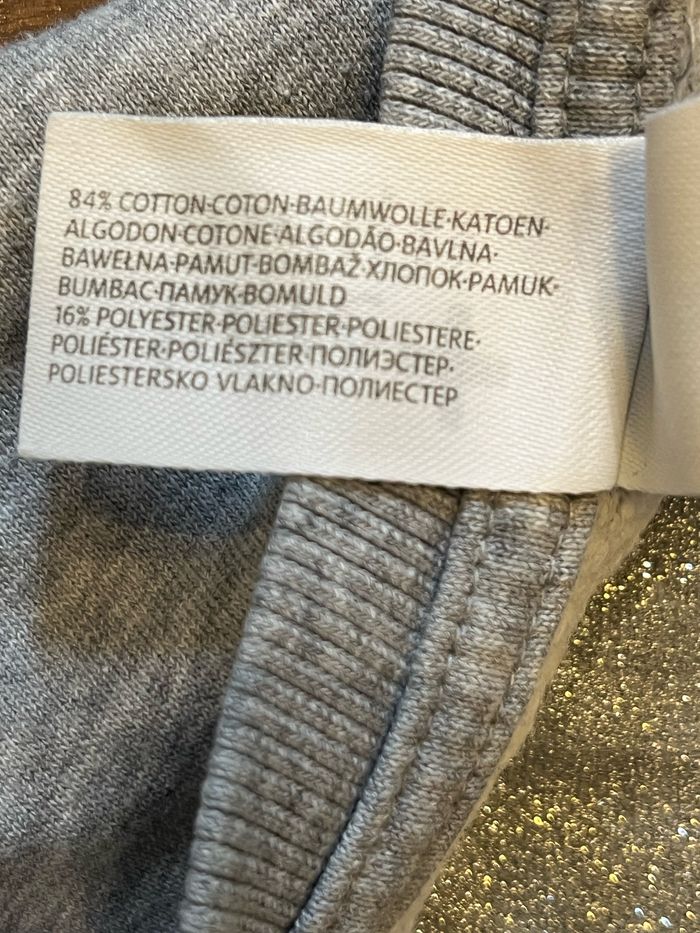 84% COTTON·COTON·BAUMWOLLE·KATOEN·
ALGODON·COTONE·ALGODÃO·BAVLNA·
BAWEŁNA·PAMUT·BOMBAŽ·ХЛОПОК·PAMUK·
BUMBAC·ПАМУК·BOMULD
16% POLYESTER·POLIESTER·POLIESTERE·
POLIÉSTER·POLIÉSZTER·ПОЛИЭСТЕР·
POLIESTERSKO VLAKNO·ПОЛИЕСТЕР